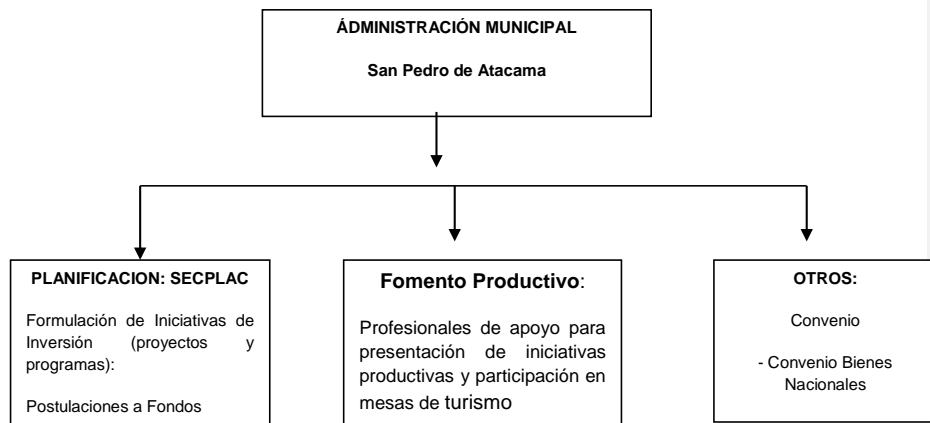 ÁDMINISTRACIÓN MUNICIPAL
San Pedro de Atacama
PLANIFICACION: SECPLAC
Formulación de Iniciativas de
Inversión (proyectos y
programas):
Postulaciones a Fondos
Fomento Productivo:
Profesionales de apoyo para
presentación de iniciativas
productivas y participación en
mesas de turismo
OTROS:
Convenio
- Convenio Bienes
Nacionales